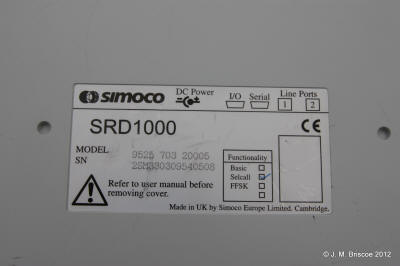 SIMOCO DC Power I/O Serial Line Ports
1 2
SRD1000
MODEL 9525 703 20005
SN 2SM330309540508
CE
Functionality
Basic
Selcall
FFSK
Refer to user manual before
removing cover.
Made in UK by Simoco Europe Limited. Cambridge.
© J. M. Briscoe 2012